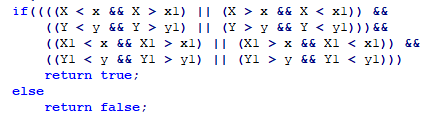 if((((X < x && X > x1) || (X > x && X < x1)) &&
((Y < y && Y > y1) || (Y > y && Y < y1)))&&
((X1 < x && X1 > x1) || (X1 > x && X1 < x1)) &&
((Y1 < y && Y1 > y1) || (Y1 > y && Y1 < y1)))
return true;
else
return false;